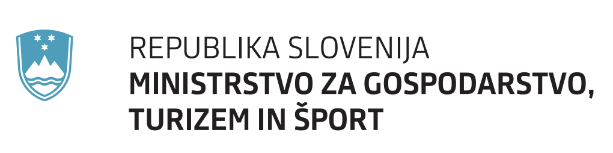 REPUBLIKA SLOVENIJA
MINISTRSTVO ZA GOSPODARSTVO,
TURIZEM IN ŠPORT